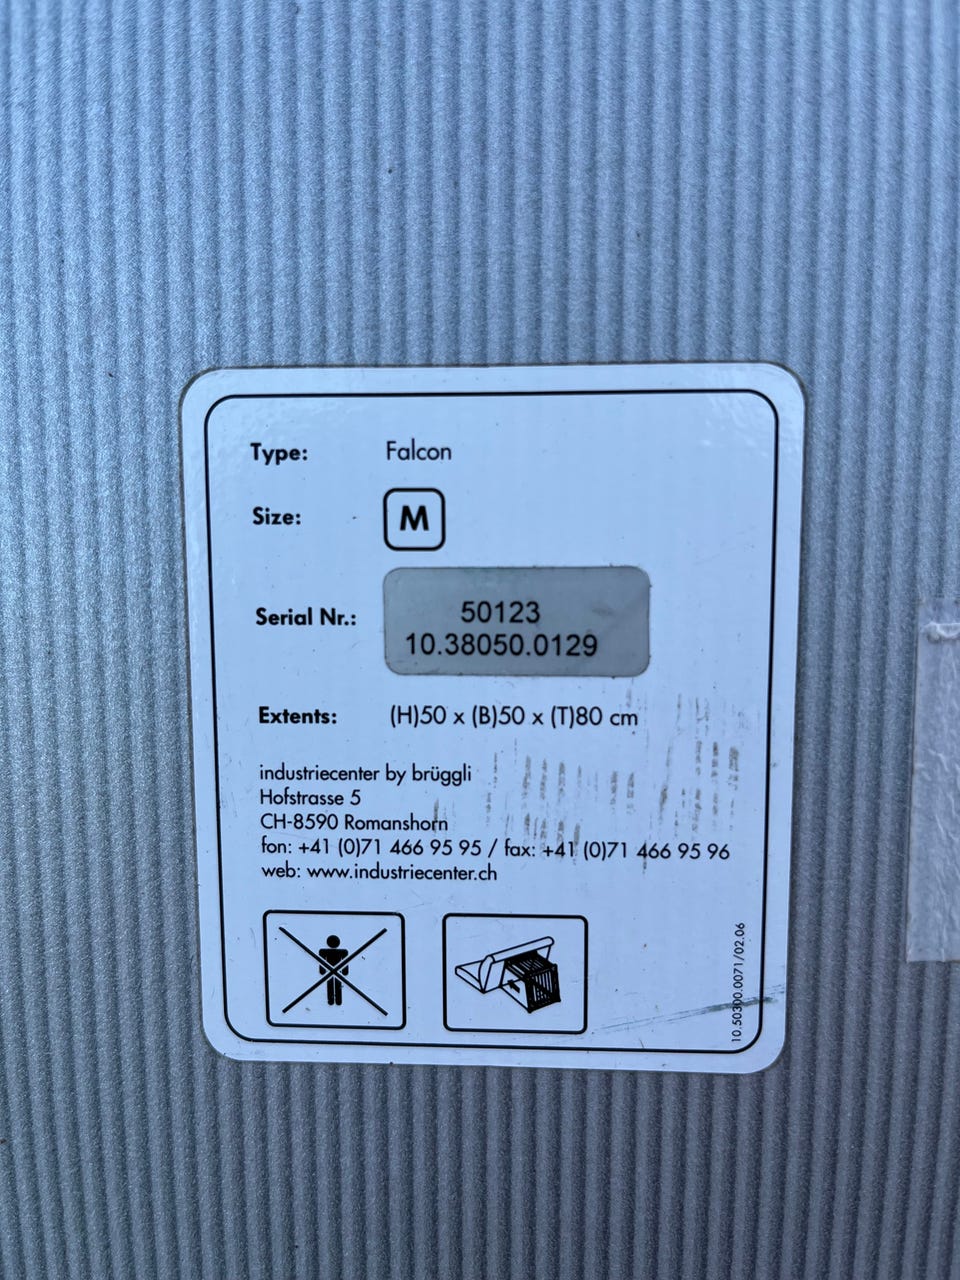 Type: Falcon
Size: M
Serial Nr.: 50123
10.38050.0129
Extents: (H)50 x (B)50 x (T)80 cm
industriecenter by brüggli
Hofstrasse 5
CH-8590 Romanshorn
fon: +41 (0)71 466 95 95 / fax: +41 (0)71 466 95 96
web: www.industriecenter.ch
10.50300.0071/02.06